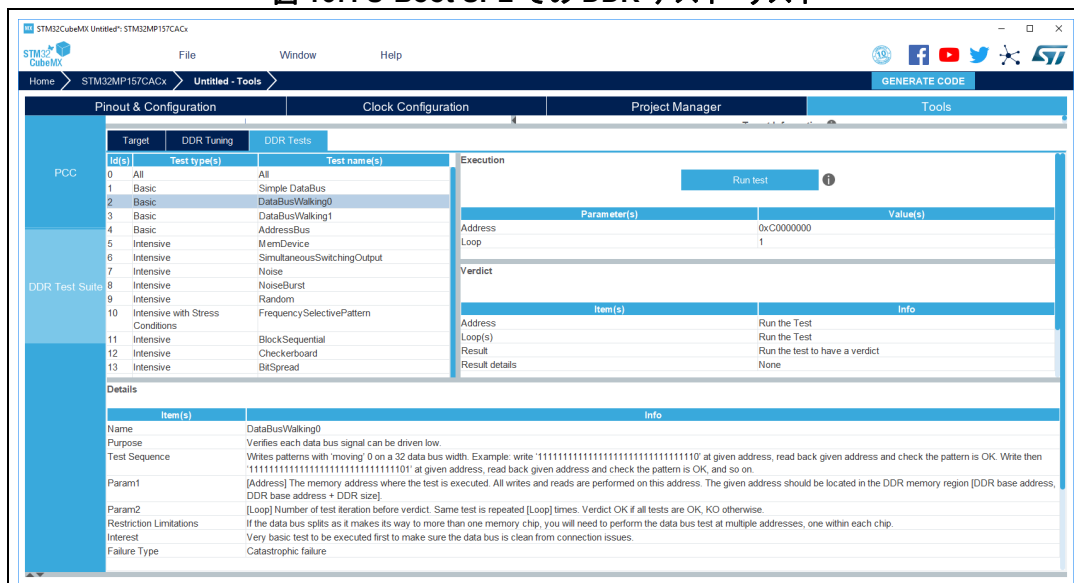 STM32CubeMX Untitled*: STM32MP157CACx
STM32 CubeMX
File Window Help
Home STM32MP157CACx Untitled - Tools GENERATE CODE
Pinout & Configuration Clock Configuration Project Manager Tools
PCC
DDR Test Suite
Target DDR Tuning DDR Tests
Id(s) Test type(s) Test name(s)
0 All All
1 Basic Simple DataBus
2 Basic DataBusWalking0
3 Basic DataBusWalking1
4 Basic AddressBus
5 Intensive MemDevice
6 Intensive SimultaneousSwitchingOutput
7 Intensive Noise
8 Intensive NoiseBurst
9 Intensive Random
10 Intensive with Stress FrequencySelectivePattern
Conditions
11 Intensive BlockSequential
12 Intensive Checkerboard
13 Intensive BitSpread
Execution
Run test
Parameter(s) Value(s)
Address 0xC0000000
Loop 1
Verdict
Item(s) Info
Address Run the Test
Loop(s) Run the Test
Result Run the test to have a verdict
Result details None
Details
Item(s) Info
Name DataBusWalking0
Purpose Verifies each data bus signal can be driven low.
Test Sequence Writes patterns with 'moving' 0 on a 32 data bus width. Example: write '11111111111111111111111111111110' at given address, read back given address and check the pattern is OK. Write then
'11111111111111111111111111111101' at given address, read back given address and check the pattern is OK, and so on.
Param1 [Address] The memory address where the test is executed. All writes and reads are performed on this address. The given address should be located in the DDR memory region [DDR base address,
DDR base address + DDR size].
Param2 [Loop] Number of test iteration before verdict. Same test is repeated [Loop] times. Verdict OK if all tests are OK, KO otherwise.
Restriction Limitations If the data bus splits as it makes its way to more than one memory chip, you will need to perform the data bus test at multiple addresses, one within each chip.
Interest Very basic test to be executed first to make sure the data bus is clean from connection issues.
Failure Type Catastrophic failure